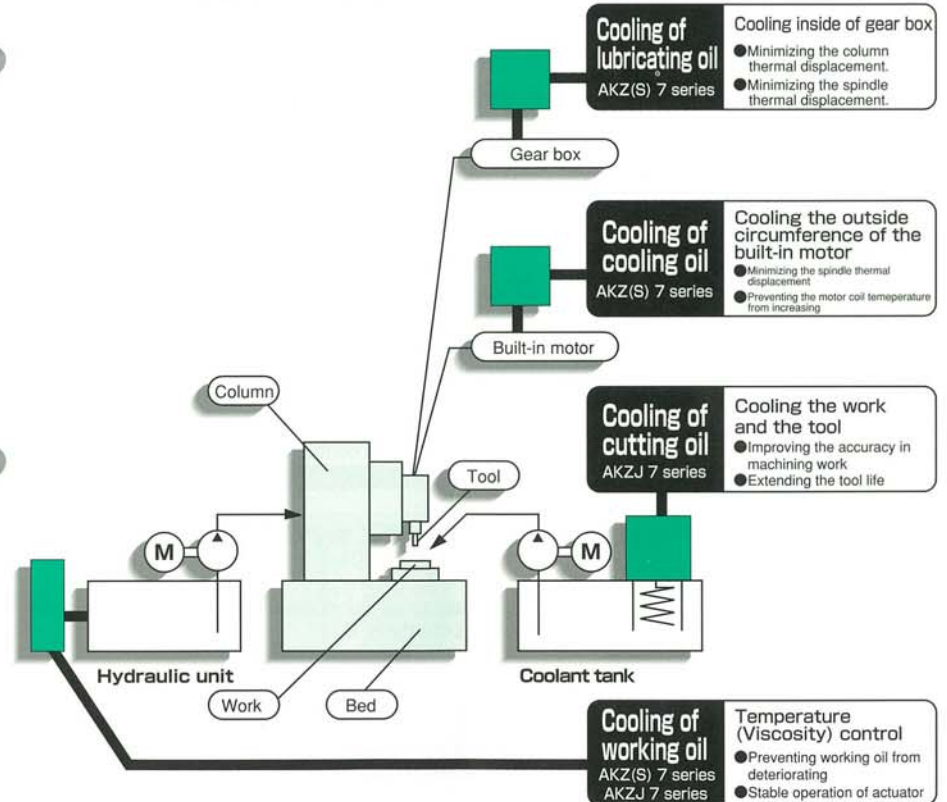 Cooling of
lubricating oil
AKZ(S) 7 series
Cooling inside of gear box
●Minimizing the column
thermal displacement.
●Minimizing the spindle
thermal displacement.
Gear box
Cooling of
cooling oil
AKZ(S) 7 series
Cooling the outside
circumference of the
built-in motor
●Minimizing the spindle thermal
displacement
●Preventing the motor coil temeperature
from increasing
Built-in motor
Column
Cooling of
cutting oil
AKZJ 7 series
Cooling the work
and the tool
●Improving the accuracy in
machining work
●Extending the tool life
Tool
M
M
Hydraulic unit
Coolant tank
Work
Bed
Cooling of
working oil
AKZ(S) 7 series
AKZJ 7 series
Temperature
(Viscosity) control
●Preventing working oil from
deteriorating
●Stable operation of actuator